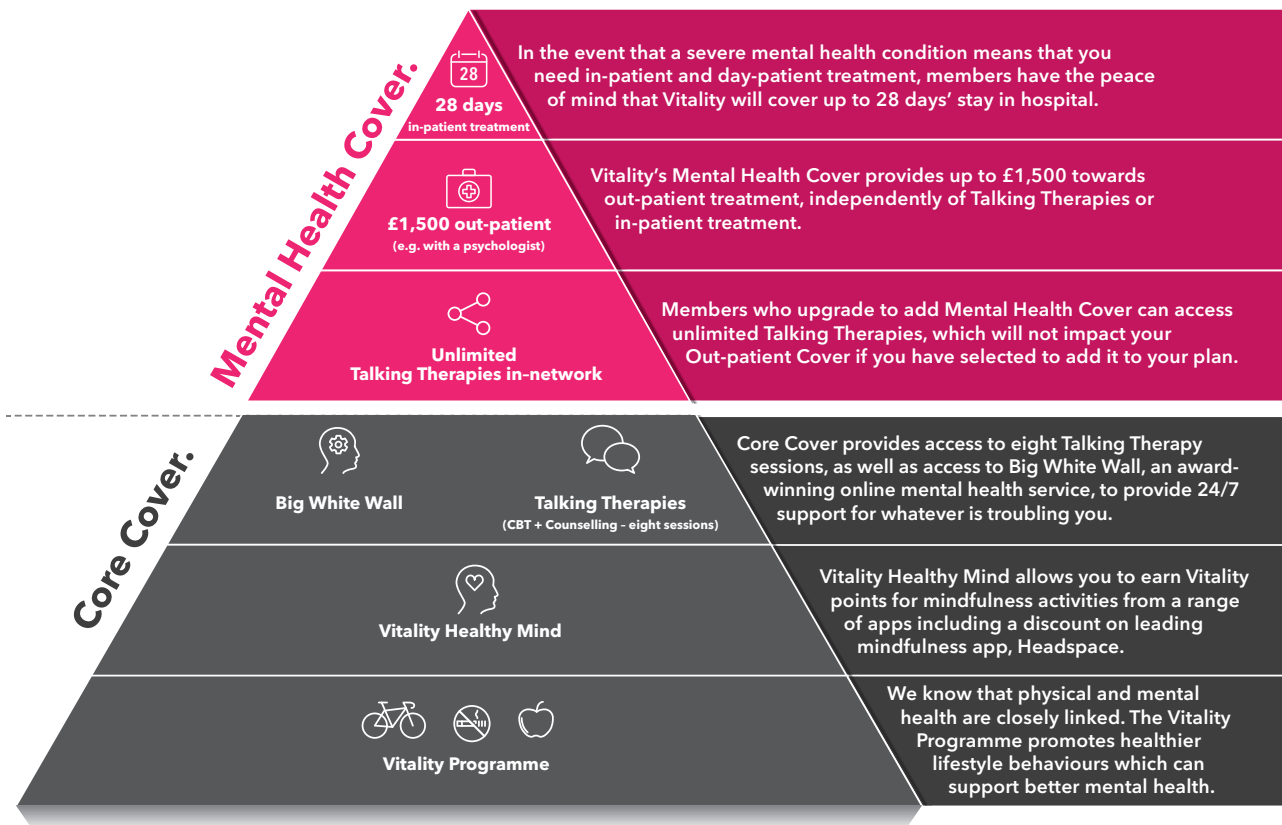 Mental Health Cover.
28
28 days
in-patient treatment
In the event that a severe mental health condition means that you
need in-patient and day-patient treatment, members have the peace
of mind that Vitality will cover up to 28 days’ stay in hospital.
£1,500 out-patient
(e.g. with a psychologist)
Vitality’s Mental Health Cover provides up to £1,500 towards
out-patient treatment, independently of Talking Therapies or
in-patient treatment.
Unlimited
Talking Therapies in-network
Members who upgrade to add Mental Health Cover can access
unlimited Talking Therapies, which will not impact your
Out-patient Cover if you have selected to add it to your plan.
Core Cover.
Big White Wall
Talking Therapies
(CBT + Counselling – eight sessions)
Core Cover provides access to eight Talking Therapy
sessions, as well as access to Big White Wall, an award-
winning online mental health service, to provide 24/7
support for whatever is troubling you.
Vitality Healthy Mind
Vitality Healthy Mind allows you to earn Vitality
points for mindfulness activities from a range
of apps including a discount on leading
mindfulness app, Headspace.
Vitality Programme
We know that physical and mental
health are closely linked. The Vitality
Programme promotes healthier
lifestyle behaviours which can
support better mental health.